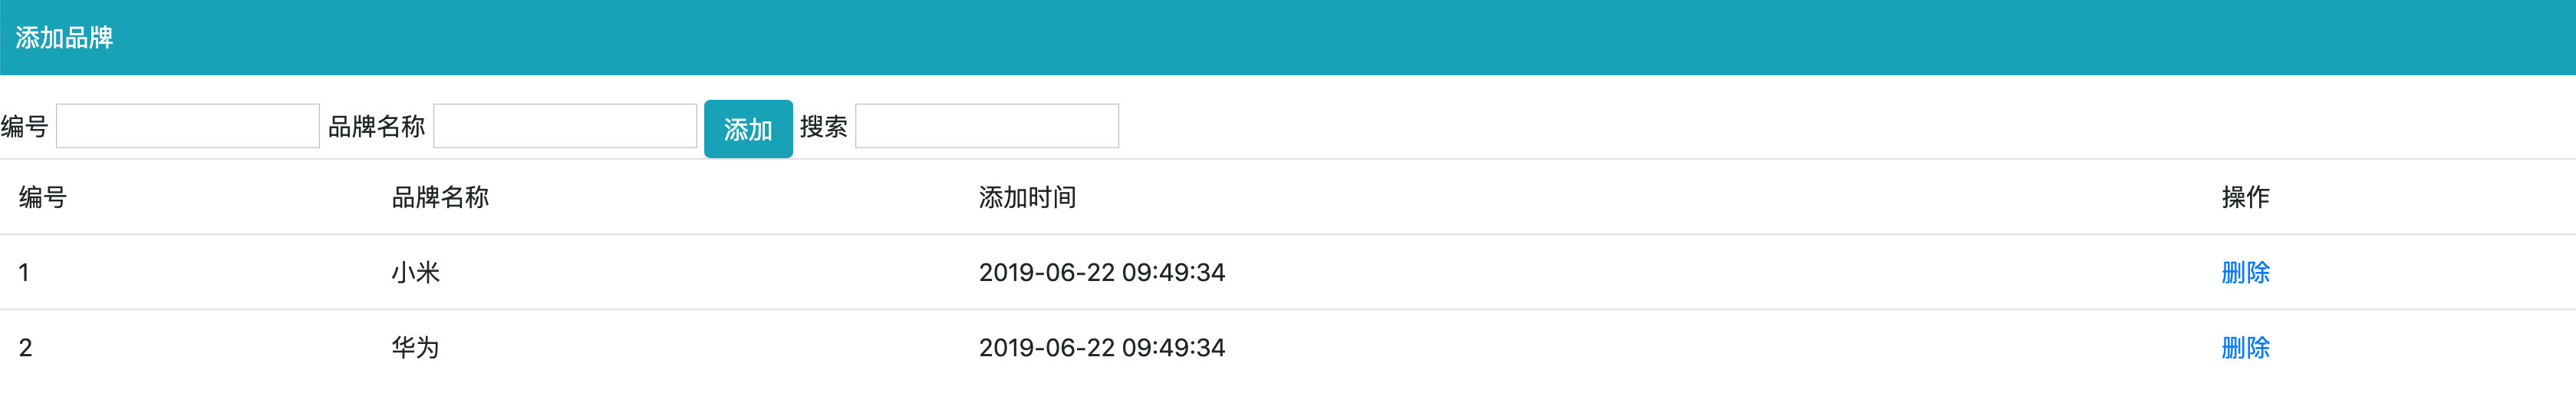 添加品牌
编号 品牌名称 添加 搜索
编号 品牌名称 添加时间 操作
1 小米 2019-06-22 09:49:34 删除
2 华为 2019-06-22 09:49:34 删除